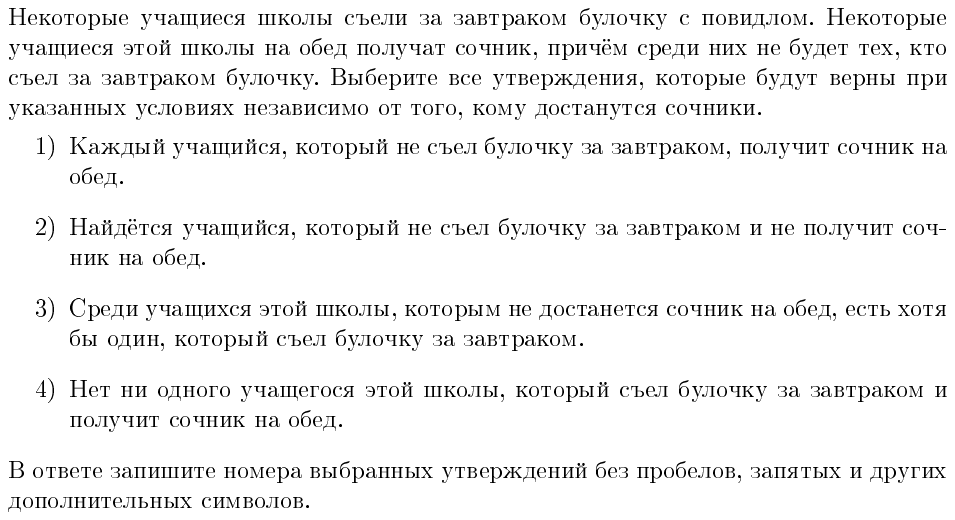 Некоторые учащиеся школы съели за завтраком булочку с повидлом. Некоторые
учащиеся этой школы на обед получат сочник, причём среди них не будет тех, кто
съел за завтраком булочку. Выберите все утверждения, которые будут верны при
указанных условиях независимо от того, кому достанутся сочники.
1) Каждый учащийся, который не съел булочку за завтраком, получит сочник на
обед.
2) Найдётся учащийся, который не съел булочку за завтраком и не получит соч-
ник на обед.
3) Среди учащихся этой школы, которым не достанется сочник на обед, есть хотя
бы один, который съел булочку за завтраком.
4) Нет ни одного учащегося этой школы, который съел булочку за завтраком и
получит сочник на обед.
В ответе запишите номера выбранных утверждений без пробелов, запятых и других
дополнительных символов.